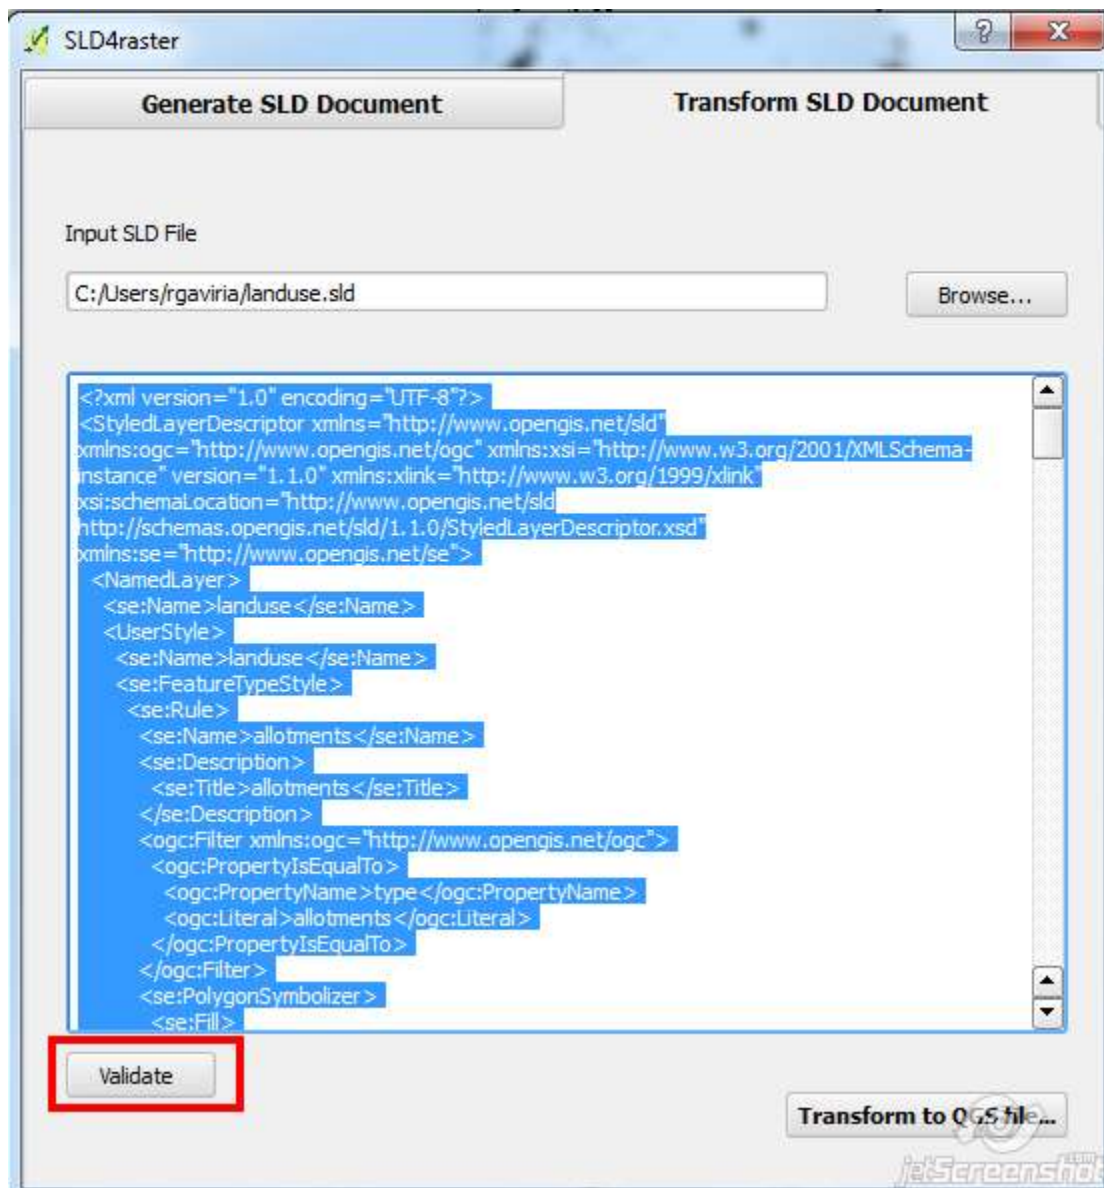 SLD4raster
Generate SLD Document
Transform SLD Document
Input SLD File
C:/Users/rgaviria/landuse.sld
Browse...
<?xml version="1.0" encoding="UTF-8"?>
<StyledLayerDescriptor xmlns="http://www.opengis.net/sld"
xmlns:ogc="http://www.opengis.net/ogc" xmlns:xsi="http://www.w3.org/2001/XMLSchema-
instance" version="1.1.0" xmlns:xlink="http://www.w3.org/1999/xlink"
xsi:schemaLocation="http://www.opengis.net/sld
http://schemas.opengis.net/sld/1.1.0/StyledLayerDescriptor.xsd"
xmlns:se="http://www.opengis.net/se">
<NamedLayer>
<se:Name>landuse</se:Name>
<UserStyle>
<se:Name>landuse</se:Name>
<se:FeatureTypeStyle>
<se:Rule>
<se:Name>allotments</se:Name>
<se:Description>
<se:Title>allotments</se:Title>
</se:Description>
<ogc:Filter xmlns:ogc="http://www.opengis.net/ogc">
<ogc:PropertyIsEqualTo>
<ogc:PropertyName>type</ogc:PropertyName>
<ogc:Literal>allotments</ogc:Literal>
</ogc:PropertyIsEqualTo>
</ogc:Filter>
<se:PolygonSymbolizer>
<se:Fill>
Validate
Transform to QGS file...
jetScreenshot
.com